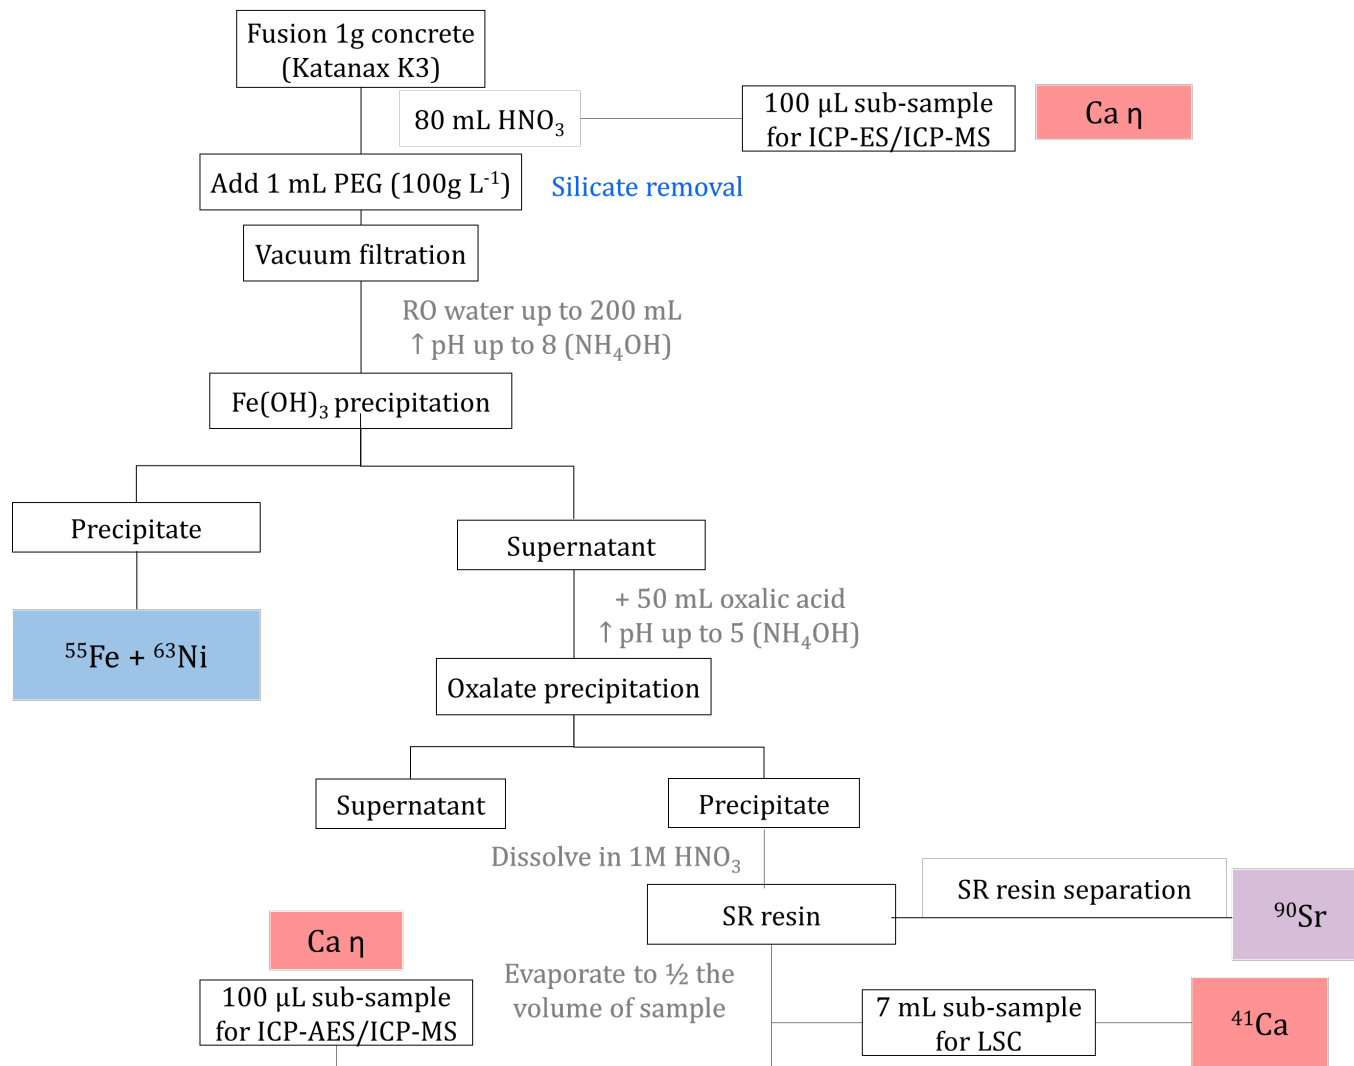 Fusion 1g concrete
(Katanax K3)
80 mL HNO₃
100 µL sub-sample
for ICP-ES/ICP-MS
Ca η
Add 1 mL PEG (100g L⁻¹)
Silicate removal
Vacuum filtration
RO water up to 200 mL
↑pH up to 8 (NH₄OH)
Fe(OH)₃ precipitation
Precipitate
Supernatant
⁵⁵Fe + ⁶³Ni
+ 50 mL oxalic acid
↑pH up to 5 (NH₄OH)
Oxalate precipitation
Supernatant
Precipitate
Dissolve in 1M HNO₃
SR resin
SR resin separation
⁹⁰Sr
Ca η
100 µL sub-sample
for ICP-AES/ICP-MS
Evaporate to ½ the
volume of sample
7 mL sub-sample
for LSC
⁴¹Ca